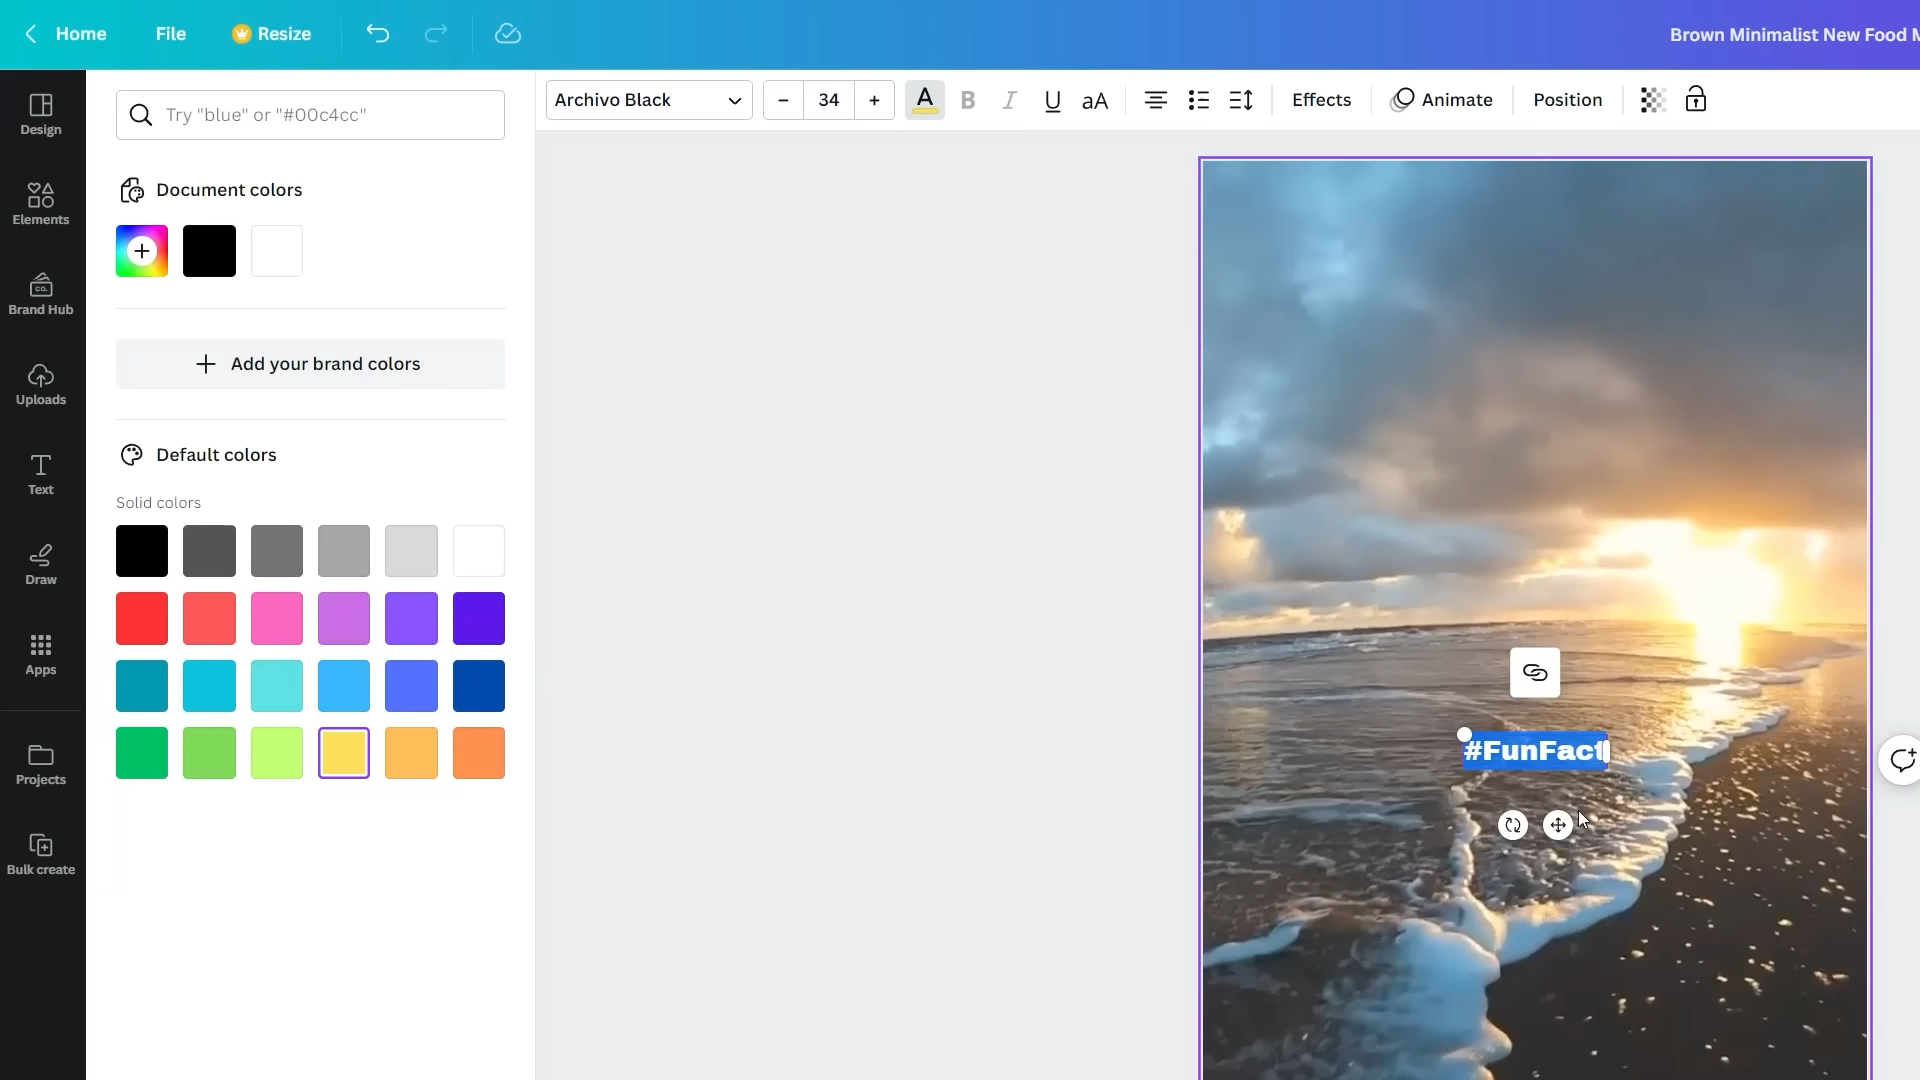 Home File Resize Brown Minimalist New Food M
Archivo Black 34 A B I U aA Effects Animate Position
Try "blue" or "#00c4cc"
Design
Document colors
Elements
CO.
Brand Hub
Add your brand colors
Uploads
Default colors
Text
Solid colors
Draw
Apps
#FunFact
Projects
Bulk create